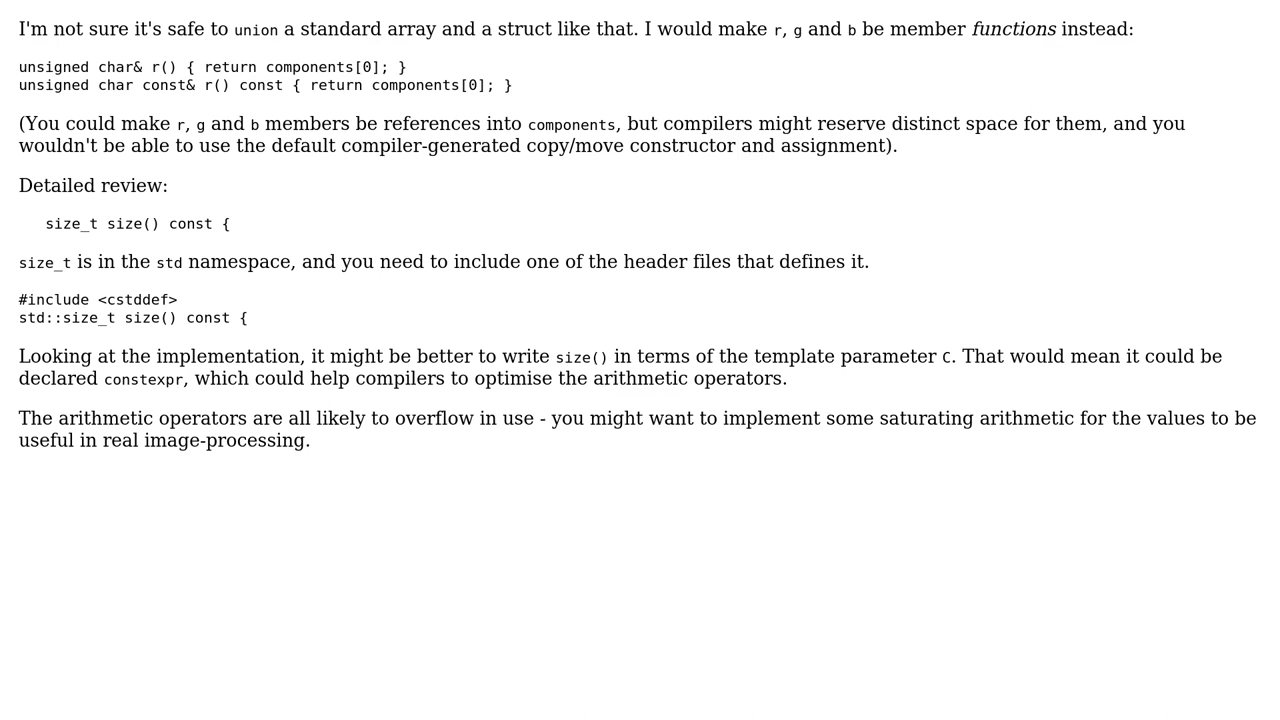 I'm not sure it's safe to union a standard array and a struct like that. I would make r, g and b be member functions instead:
unsigned char& r() { return components[0]; }
unsigned char const& r() const { return components[0]; }
(You could make r, g and b members be references into components, but compilers might reserve distinct space for them, and you
wouldn't be able to use the default compiler-generated copy/move constructor and assignment).
Detailed review:
size_t size() const {
size_t is in the std namespace, and you need to include one of the header files that defines it.
#include <cstddef>
std::size_t size() const {
Looking at the implementation, it might be better to write size() in terms of the template parameter C. That would mean it could be
declared constexpr, which could help compilers to optimise the arithmetic operators.
The arithmetic operators are all likely to overflow in use - you might want to implement some saturating arithmetic for the values to be
useful in real image-processing.